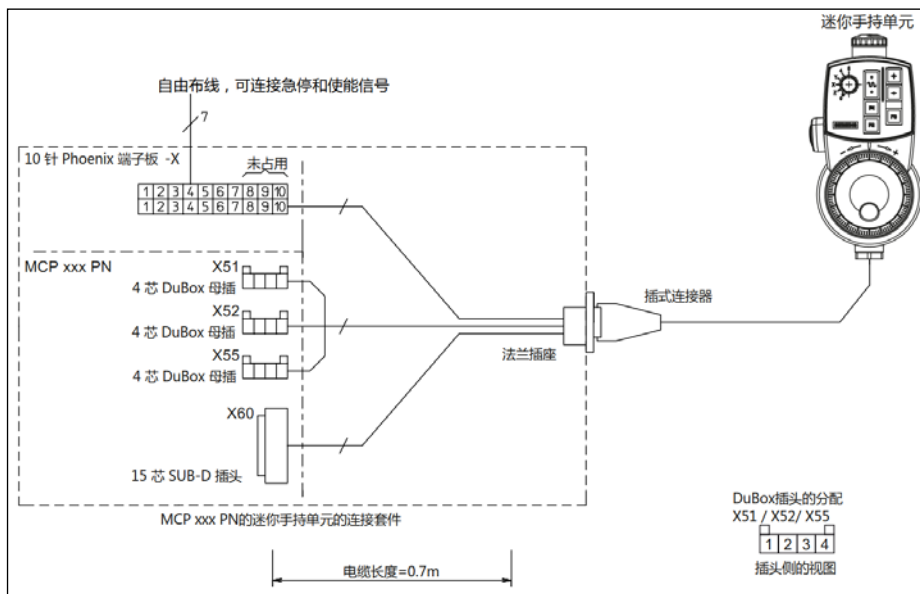 迷你手持单元
自由布线，可连接急停和使能信号
7
10 针 Phoenix 端子板 -X
未占用
1 2 3 4 5 6 7 8 9 10
1 2 3 4 5 6 7 8 9 10
MCP xxx PN
X51
4 芯 DuBox 母插
X52
4 芯 DuBox 母插
X55
4 芯 DuBox 母插
插式连接器
法兰插座
X60
15 芯 SUB-D 插头
MCP xxx PN的迷你手持单元的连接套件
电缆长度=0.7m
DuBox插头的分配
X51 / X52/ X55
1 2 3 4
插头侧的视图